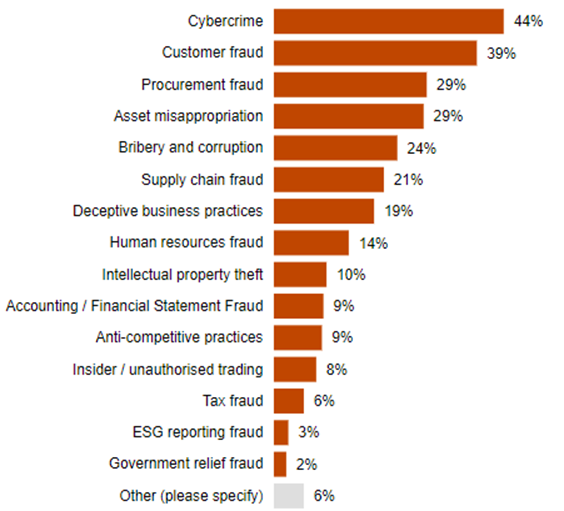 Cybercrime 44%
Customer fraud 39%
Procurement fraud 29%
Asset misappropriation 29%
Bribery and corruption 24%
Supply chain fraud 21%
Deceptive business practices 19%
Human resources fraud 14%
Intellectual property theft 10%
Accounting / Financial Statement Fraud 9%
Anti-competitive practices 9%
Insider / unauthorised trading 8%
Tax fraud 6%
ESG reporting fraud 3%
Government relief fraud 2%
Other (please specify) 6%